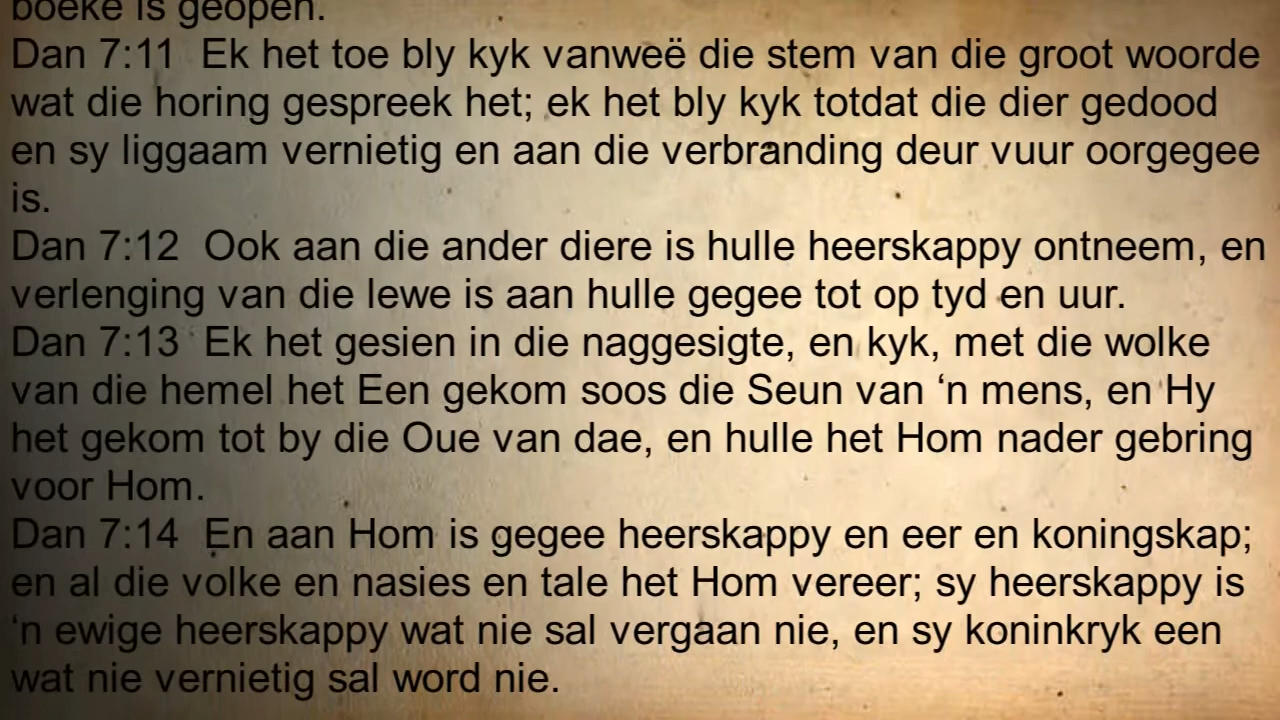 boeke is geopen.
Dan 7:11  Ek het toe bly kyk vanweë die stem van die groot woorde
wat die horing gespreek het; ek het bly kyk totdat die dier gedood
en sy liggaam vernietig en aan die verbranding deur vuur oorgegee
is.
Dan 7:12  Ook aan die ander diere is hulle heerskappy ontneem, en
verlenging van die lewe is aan hulle gegee tot op tyd en uur.
Dan 7:13  Ek het gesien in die naggesigte, en kyk, met die wolke
van die hemel het Een gekom soos die Seun van ‘n mens, en Hy
het gekom tot by die Oue van dae, en hulle het Hom nader gebring
voor Hom.
Dan 7:14  En aan Hom is gegee heerskappy en eer en koningskap;
en al die volke en nasies en tale het Hom vereer; sy heerskappy is
‘n ewige heerskappy wat nie sal vergaan nie, en sy koninkryk een
wat nie vernietig sal word nie.